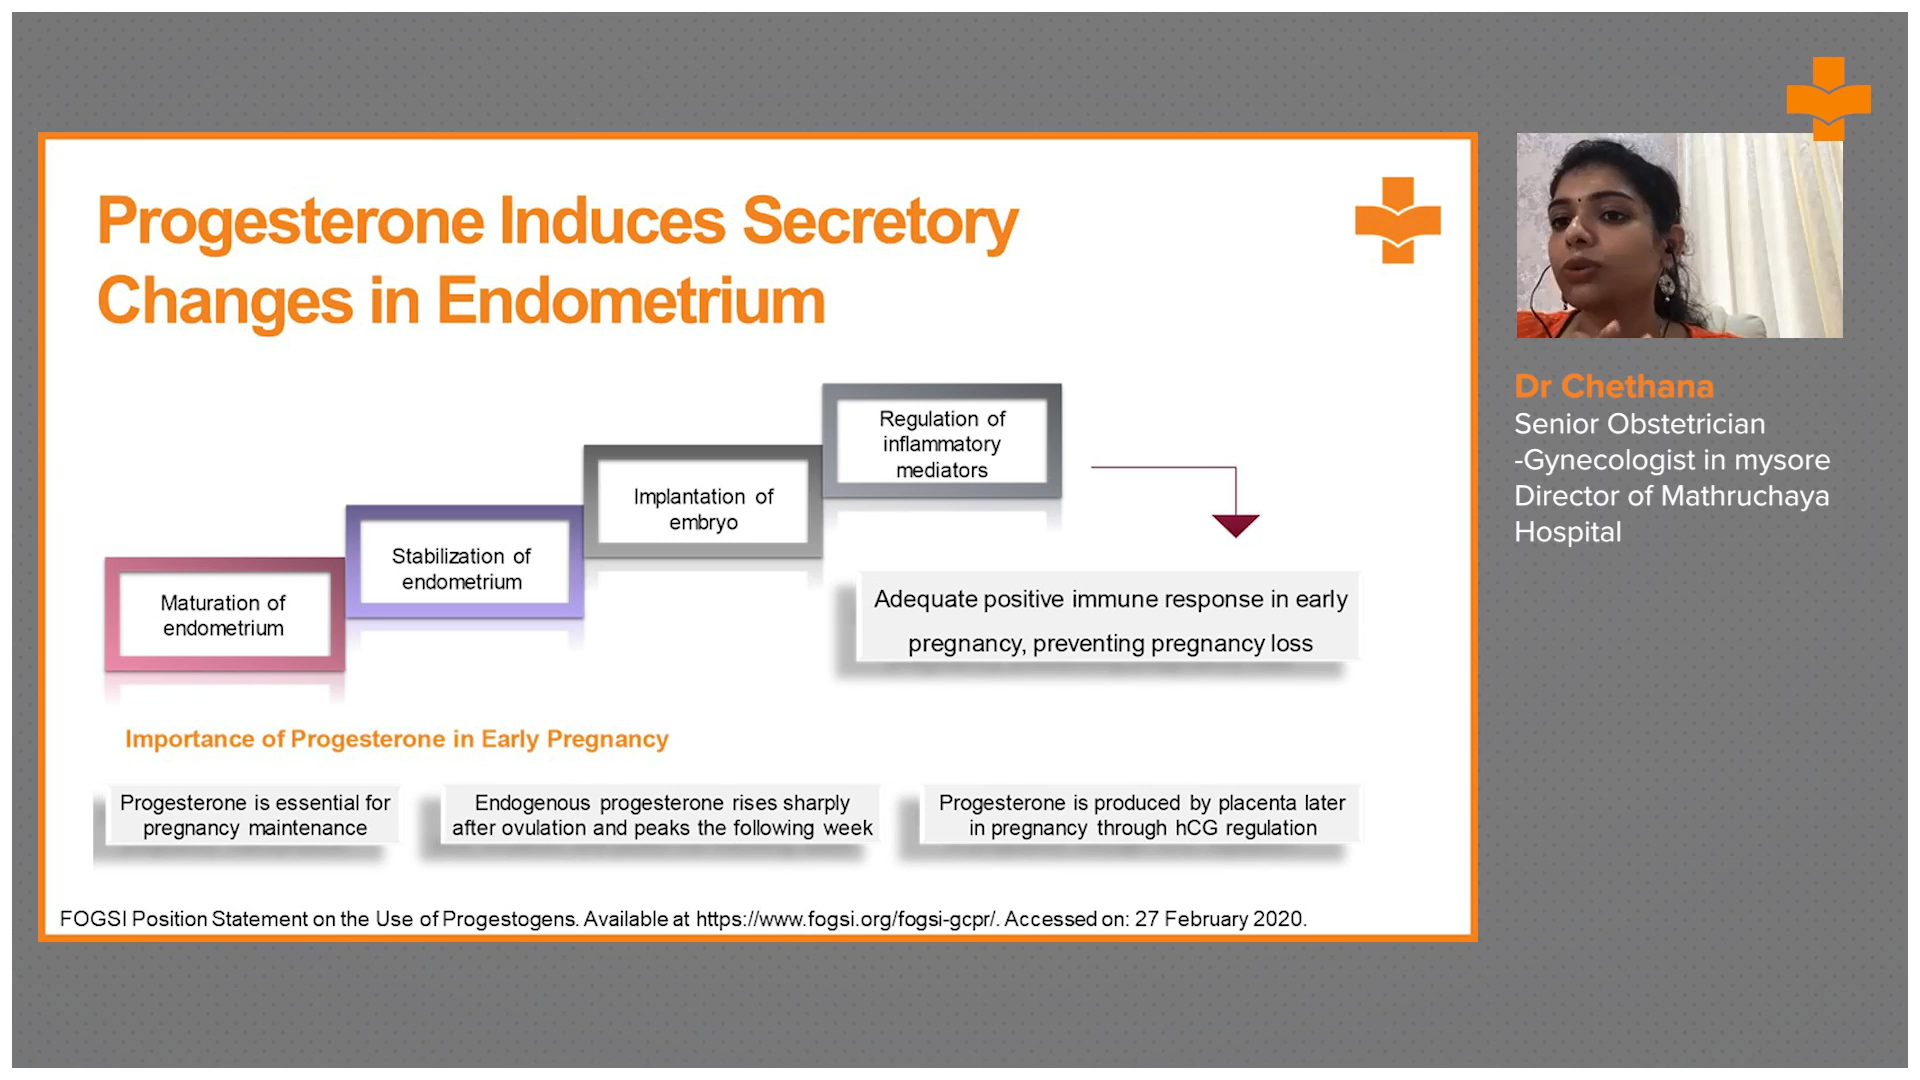 Progesterone Induces Secretory
Changes in Endometrium
Regulation of
inflammatory
mediators
Implantation of
embryo
Stabilization of
endometrium
Maturation of
endometrium
Adequate positive immune response in early
pregnancy, preventing pregnancy loss
Importance of Progesterone in Early Pregnancy
Progesterone is essential for
pregnancy maintenance
Endogenous progesterone rises sharply
after ovulation and peaks the following week
Progesterone is produced by placenta later
in pregnancy through hCG regulation
FOGSI Position Statement on the Use of Progestogens. Available at https://www.fogsi.org/fogsi-gcpr/. Accessed on: 27 February 2020.
Dr Chethana
Senior Obstetrician
-Gynecologist in mysore
Director of Mathruchaya
Hospital